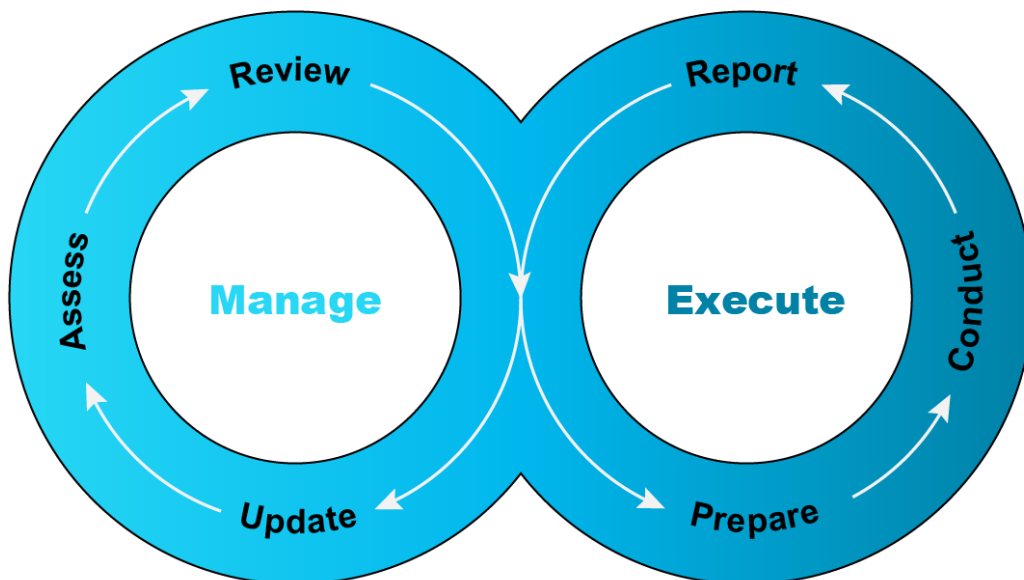 Review
Report
Assess
Manage
Execute
Conduct
Update
Prepare